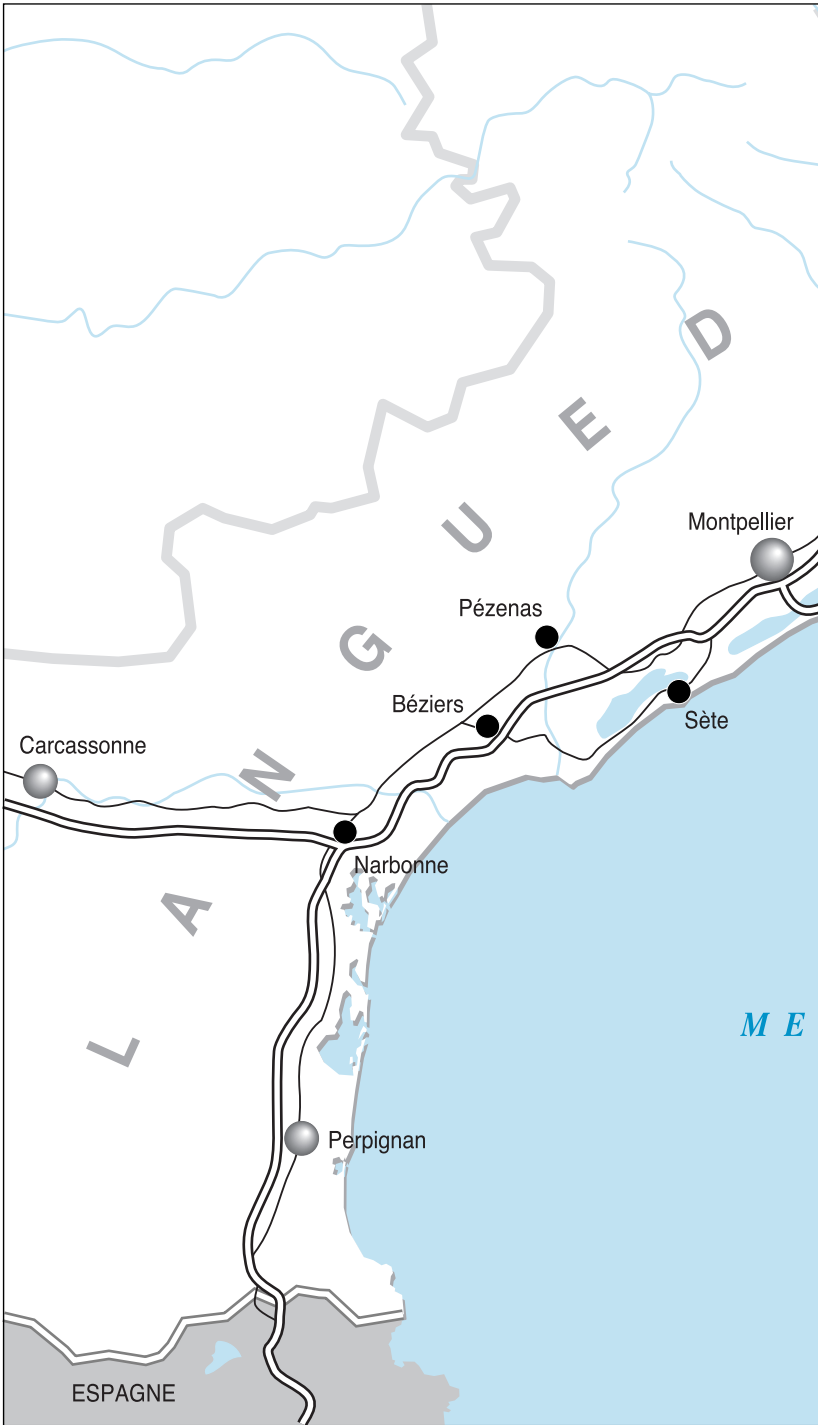 Montpellier
Pézenas
Béziers
Sète
Carcassonne
Narbonne
LANGUED
ME
Perpignan
ESPAGNE